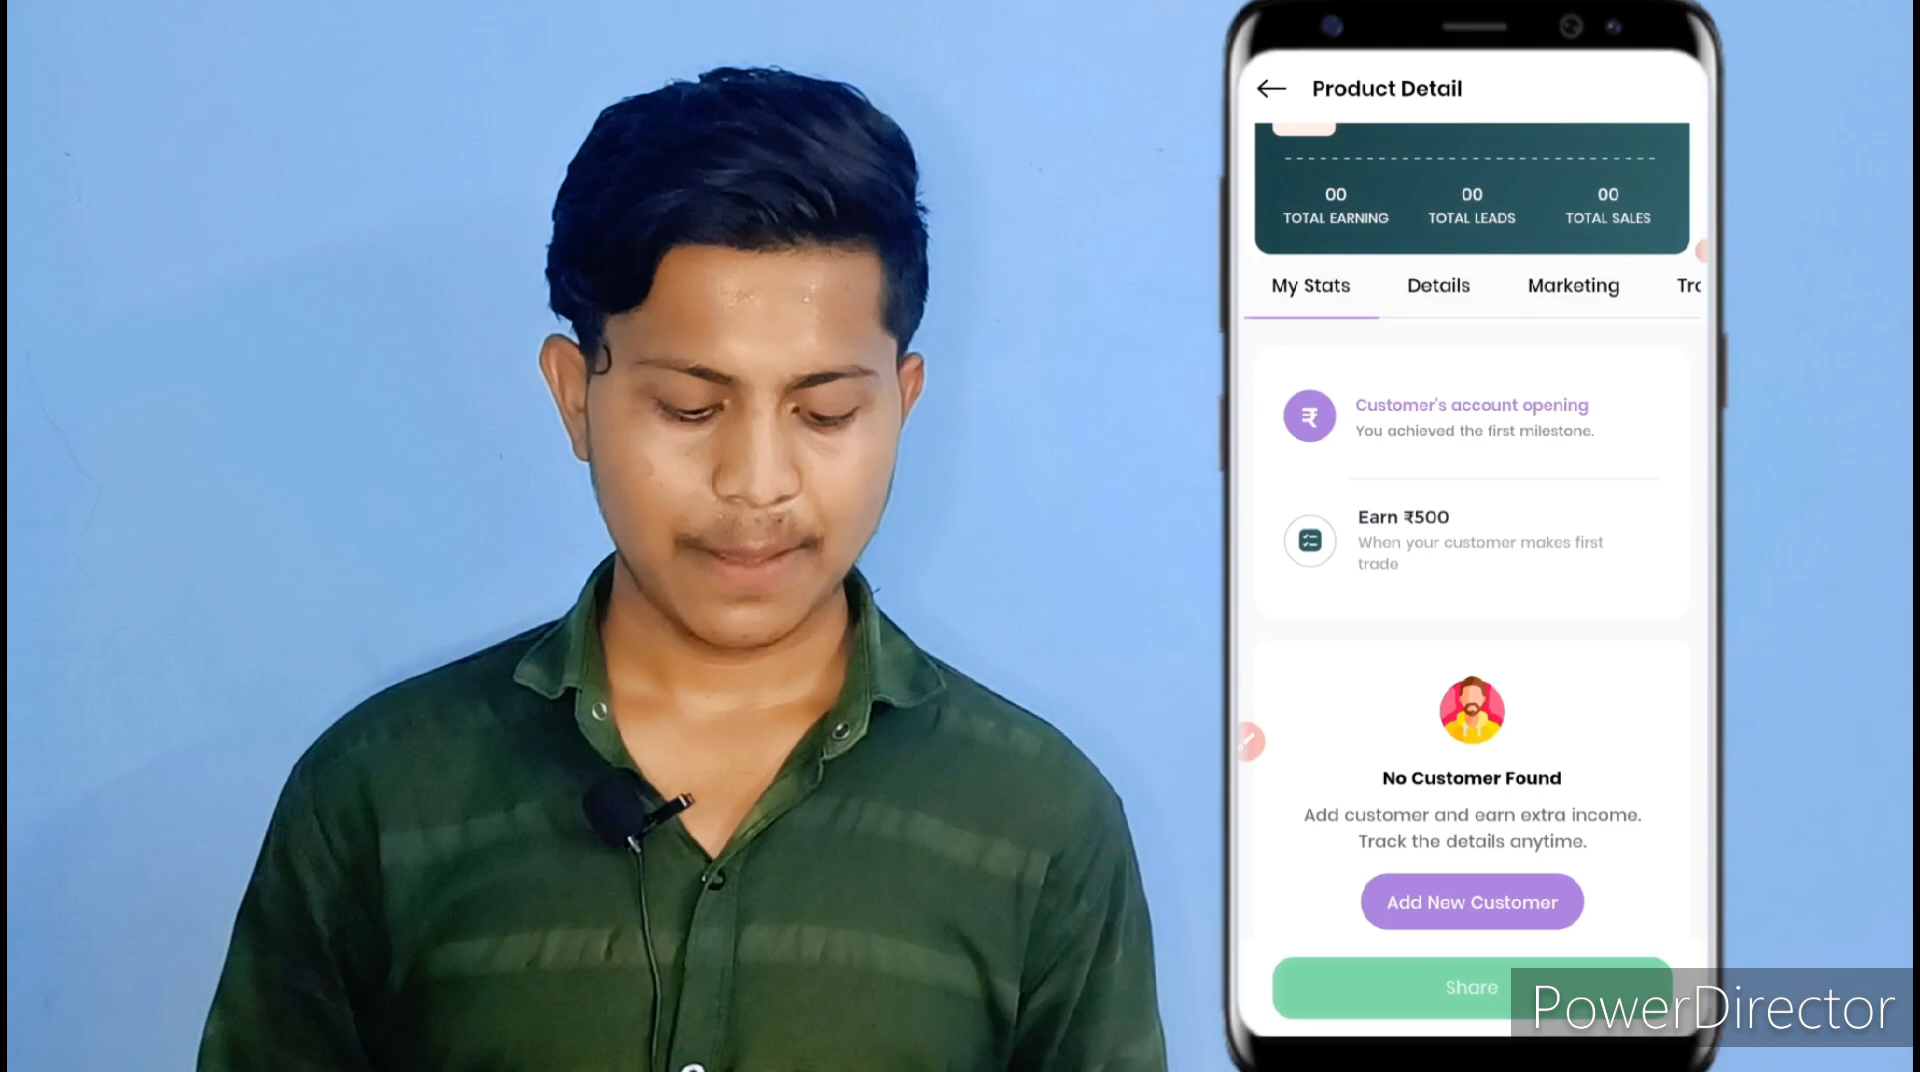 Product Detail
00 00 00
TOTAL EARNING TOTAL LEADS TOTAL SALES
My Stats Details Marketing Trc
₹ Customer's account opening
You achieved the first milestone.
Earn ₹500
When your customer makes first
trade
No Customer Found
Add customer and earn extra income.
Track the details anytime.
Add New Customer
Share
PowerDirector